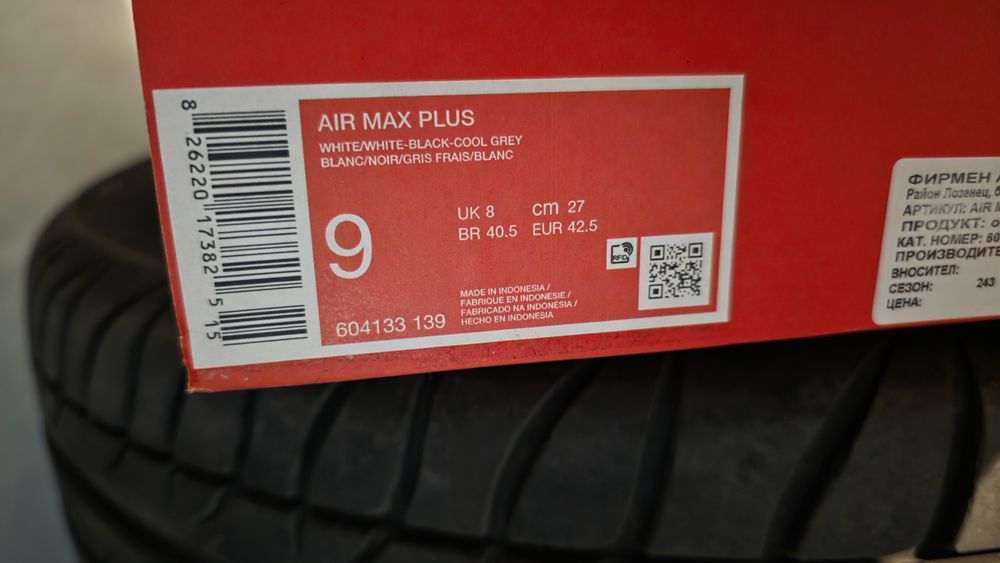 AIR MAX PLUS
WHITE/WHITE-BLACK-COOL GREY
BLANC/NOIR/GRIS FRAIS/BLANC
9
UK 8 cm 27
BR 40.5 EUR 42.5
RFID
MADE IN INDONESIA /
FABRIQUE EN INDONESIE /
FABRICADO NA INDONESIA /
HECHO EN INDONESIA
604133 139
8 26220 17382 5 15
ФИРМЕН
Район Лозенец,
АРТИКУЛ: AIR
ПРОДУКТ:
КАТ. НОМЕР: 60
ПРОИЗВОДИТЕ
ВНОСИТЕЛ:
СЕЗОН: 243
ЦЕНА: